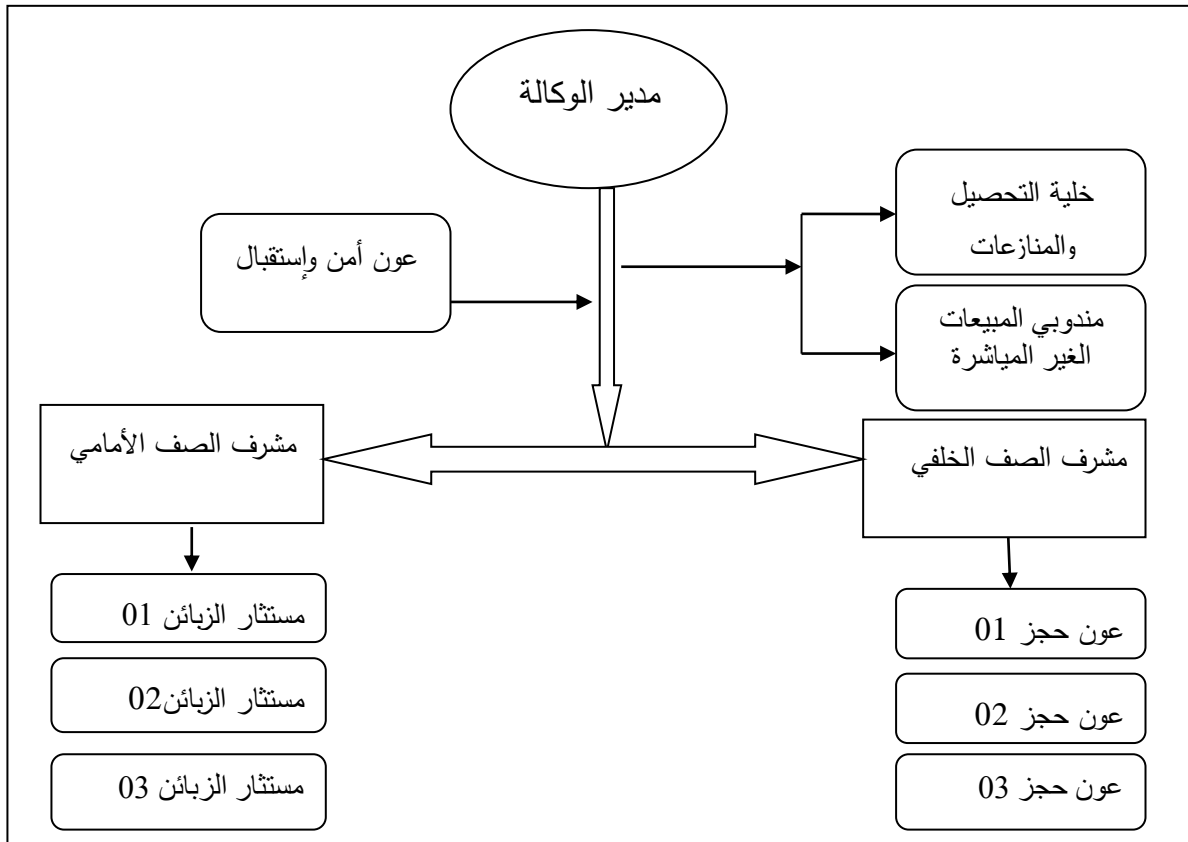 مدير الوكالة
خلية التحصيل
والمنازعات
عون أمن وإستقبال
مندوبي المبيعات
الغير المياشرة
مشرف الصف الأمامي
مشرف الصف الخلفي
مستثار الزبائن 01
عون حجز 01
مستثار الزبائن02
عون حجز 02
مستثار الزبائن 03
عون حجز 03